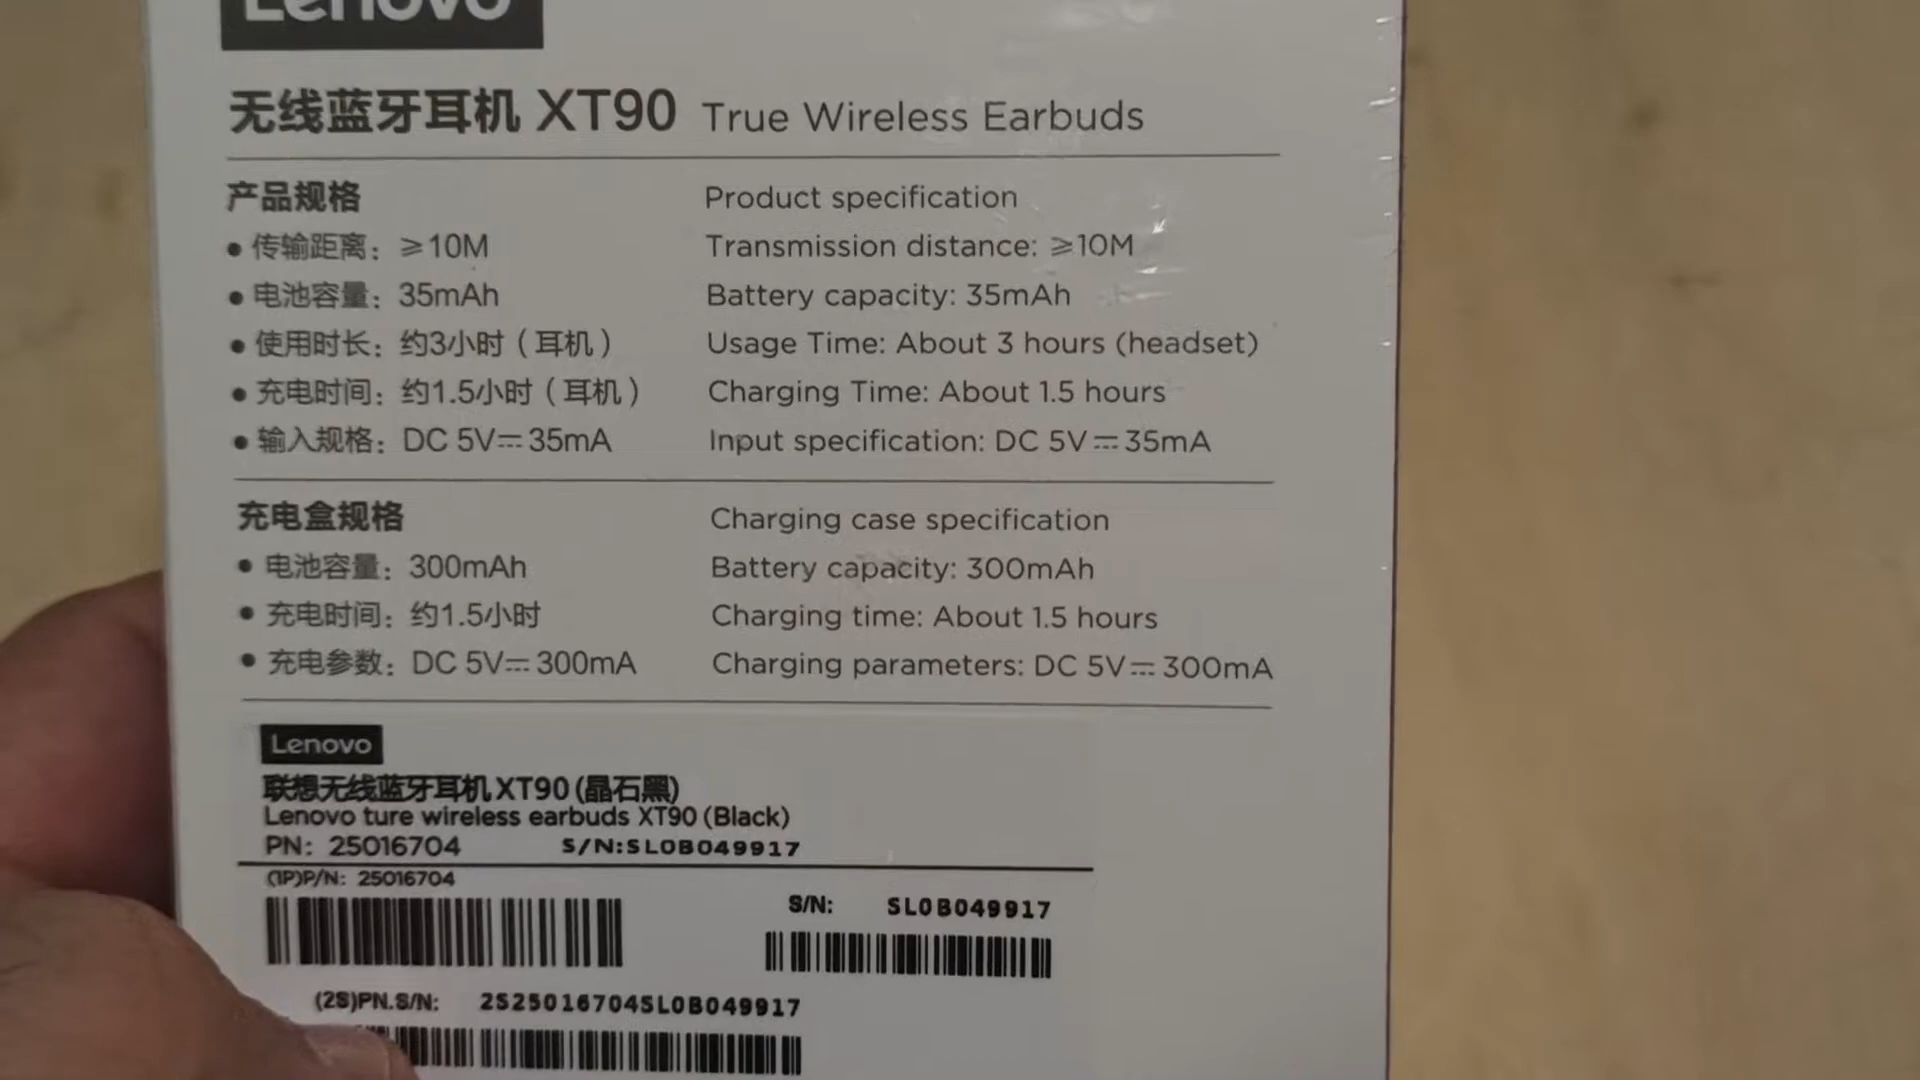 Lenovo
无线蓝牙耳机 XT90 True Wireless Earbuds
产品规格 Product specification
● 传输距离: ≥10M Transmission distance: ≥10M
● 电池容量: 35mAh Battery capacity: 35mAh
● 使用时长: 约3小时 ( 耳机 ) Usage Time: About 3 hours (headset)
● 充电时间: 约1.5小时 ( 耳机 ) Charging Time: About 1.5 hours
● 输入规格: DC 5V⎓35mA Input specification: DC 5V⎓35mA
充电盒规格 Charging case specification
● 电池容量: 300mAh Battery capacity: 300mAh
● 充电时间: 约1.5小时 Charging time: About 1.5 hours
● 充电参数: DC 5V⎓300mA Charging parameters: DC 5V⎓300mA
Lenovo
联想无线蓝牙耳机 XT90 (晶石黑)
Lenovo ture wireless earbuds XT90 (Black)
PN: 25016704 S/N:SL0B049917
(1P)P/N: 25016704
S/N: SL0B049917
(2S)PN.S/N: 2S25016704SL0B049917